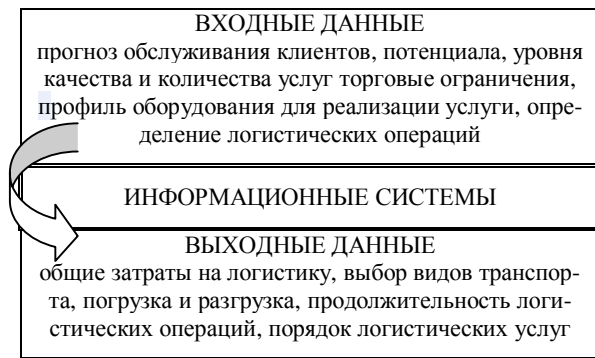 ВХОДНЫЕ ДАННЫЕ
прогноз обслуживания клиентов, потенциала, уровня
качества и количества услуг торговые ограничения,
профиль оборудования для реализации услуги, опре-
деление логистических операций
ИНФОРМАЦИОННЫЕ СИСТЕМЫ
ВЫХОДНЫЕ ДАННЫЕ
общие затраты на логистику, выбор видов транспор-
та, погрузка и разгрузка, продолжительность логи-
стических операций, порядок логистических услуг